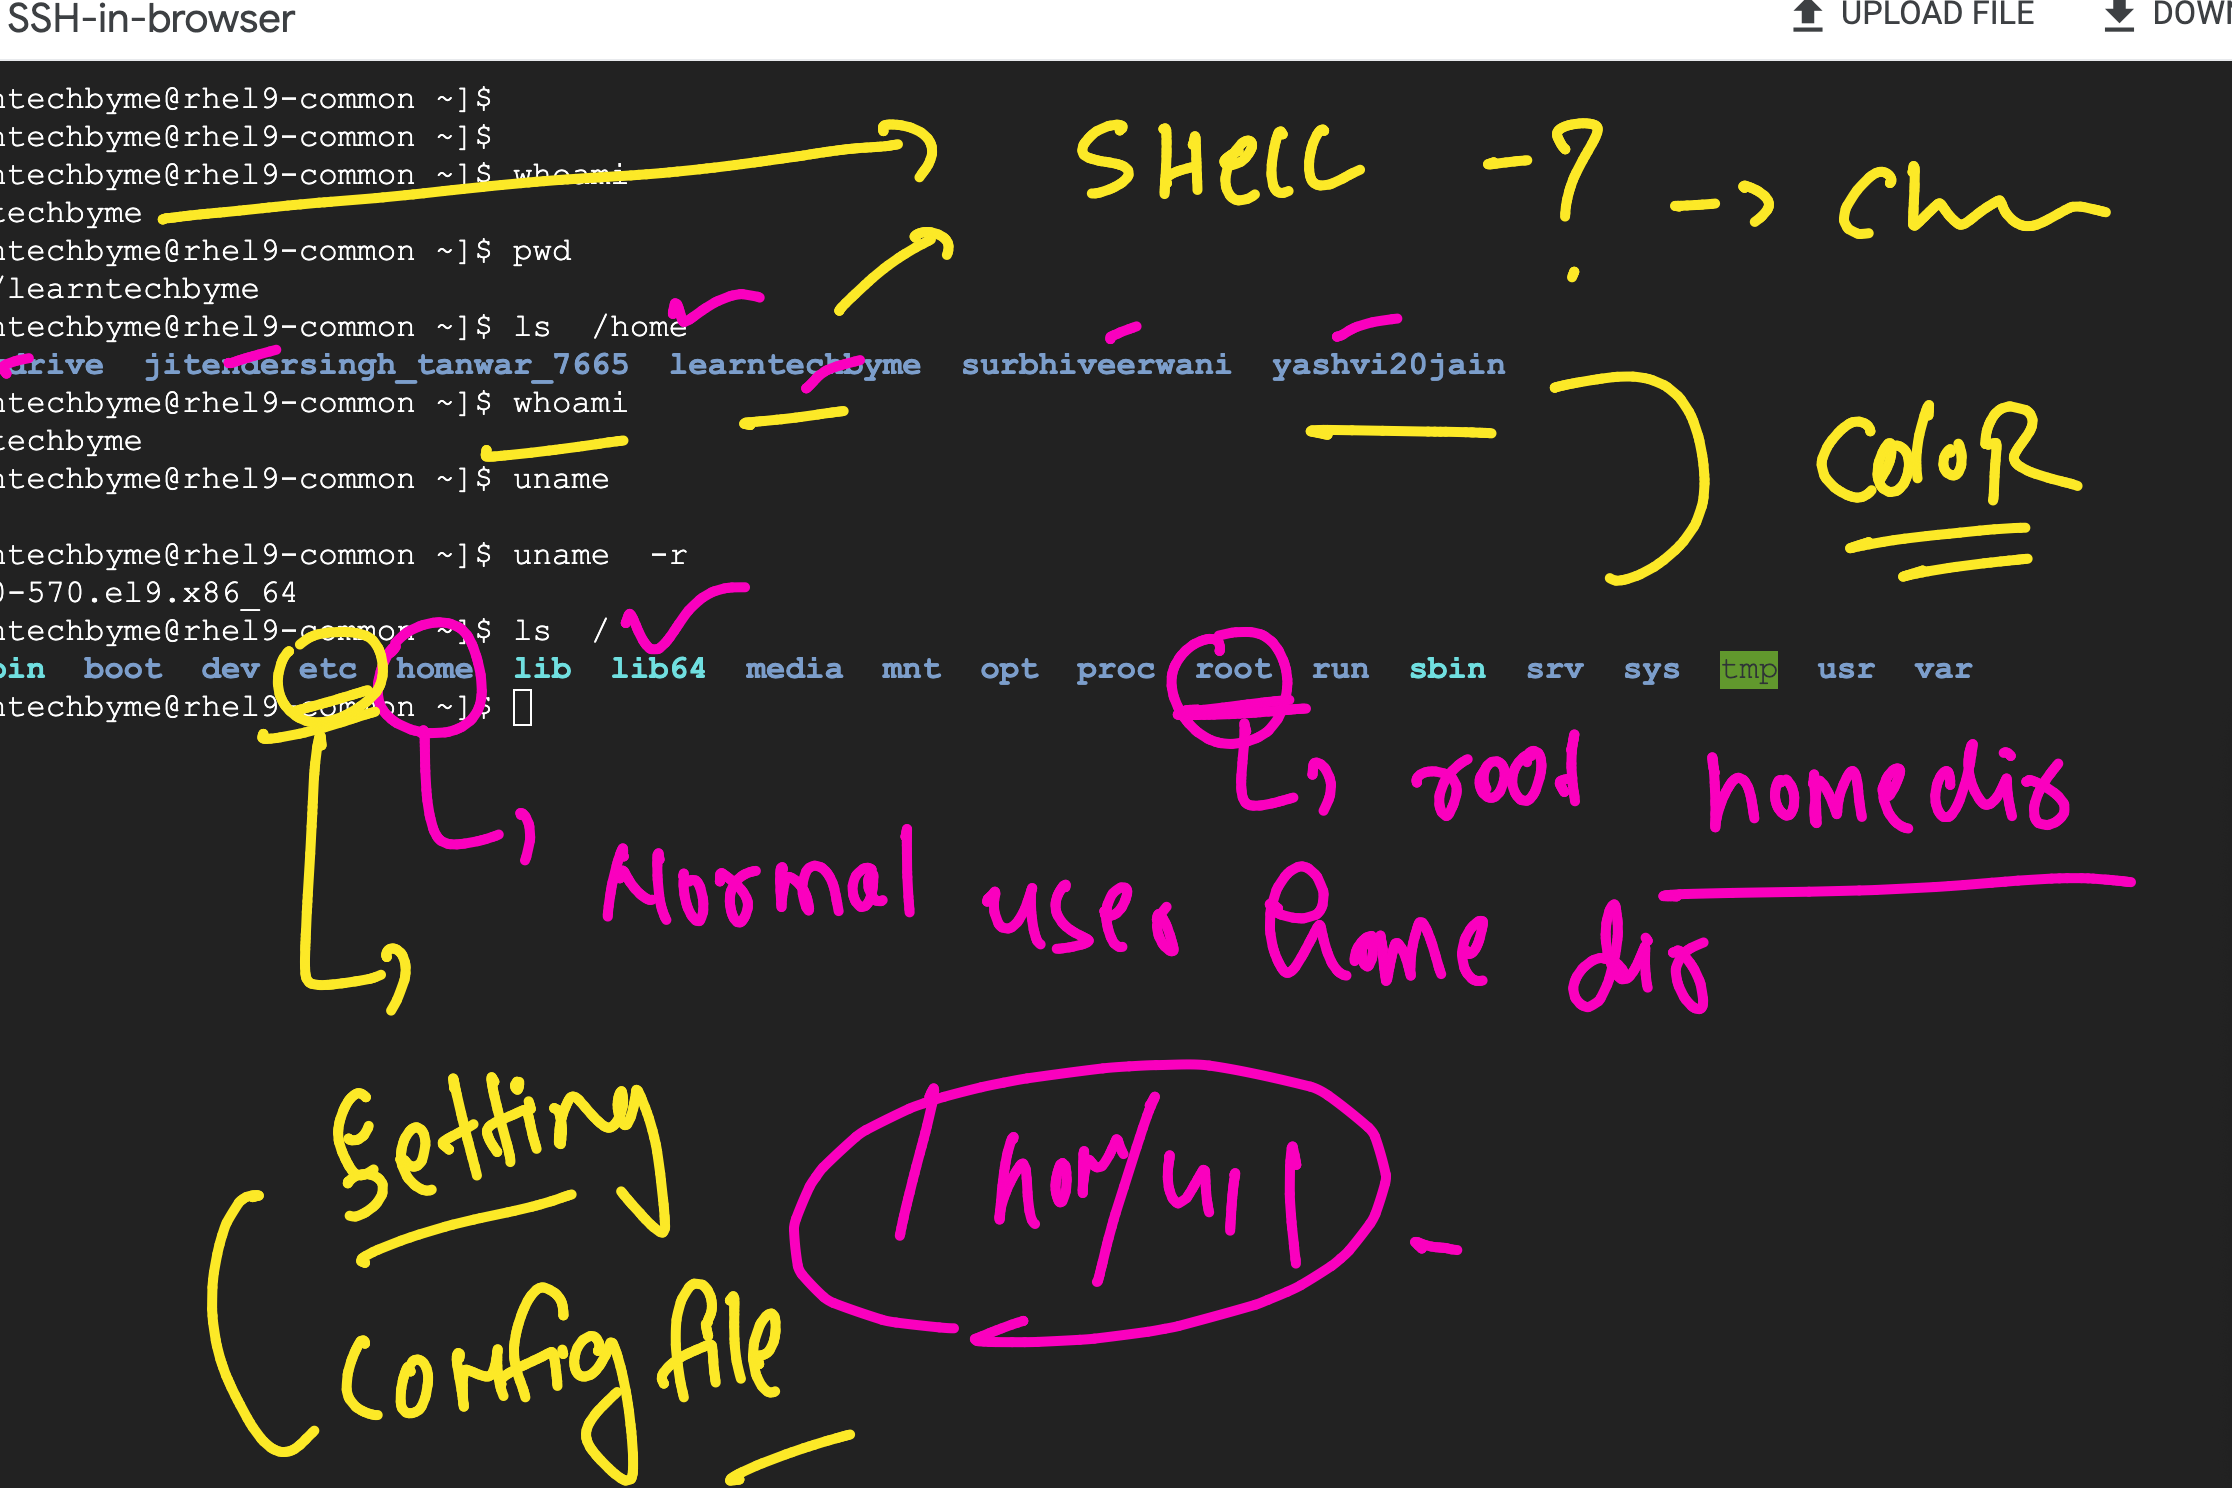 SSH-in-browser UPLOAD FILE DOW
ntechbyme@rhel9-common ~]$
ntechbyme@rhel9-common ~]$
ntechbyme@rhel9-common ~]$ whoami
techbyme
SHELL - ?
ntechbyme@rhel9-common ~]$ pwd
/learntechbyme
ntechbyme@rhel9-common ~]$ ls /home
drive jitendersingh_tanwar_7665 learntechbyme surbhiveerwani yashvi20jain
ntechbyme@rhel9-common ~]$ whoami
techbyme
ColoR
ntechbyme@rhel9-common ~]$ uname
ntechbyme@rhel9-common ~]$ uname -r
0-570.el9.x86_64
ntechbyme@rhel9-common ~]$ ls /
bin boot dev etc home lib lib64 media mnt opt proc root run sbin srv sys tmp usr var
ntechbyme@rhel9-common ~]$
root home dir
Normal user home dir
Setting
/hom/u1
Config file